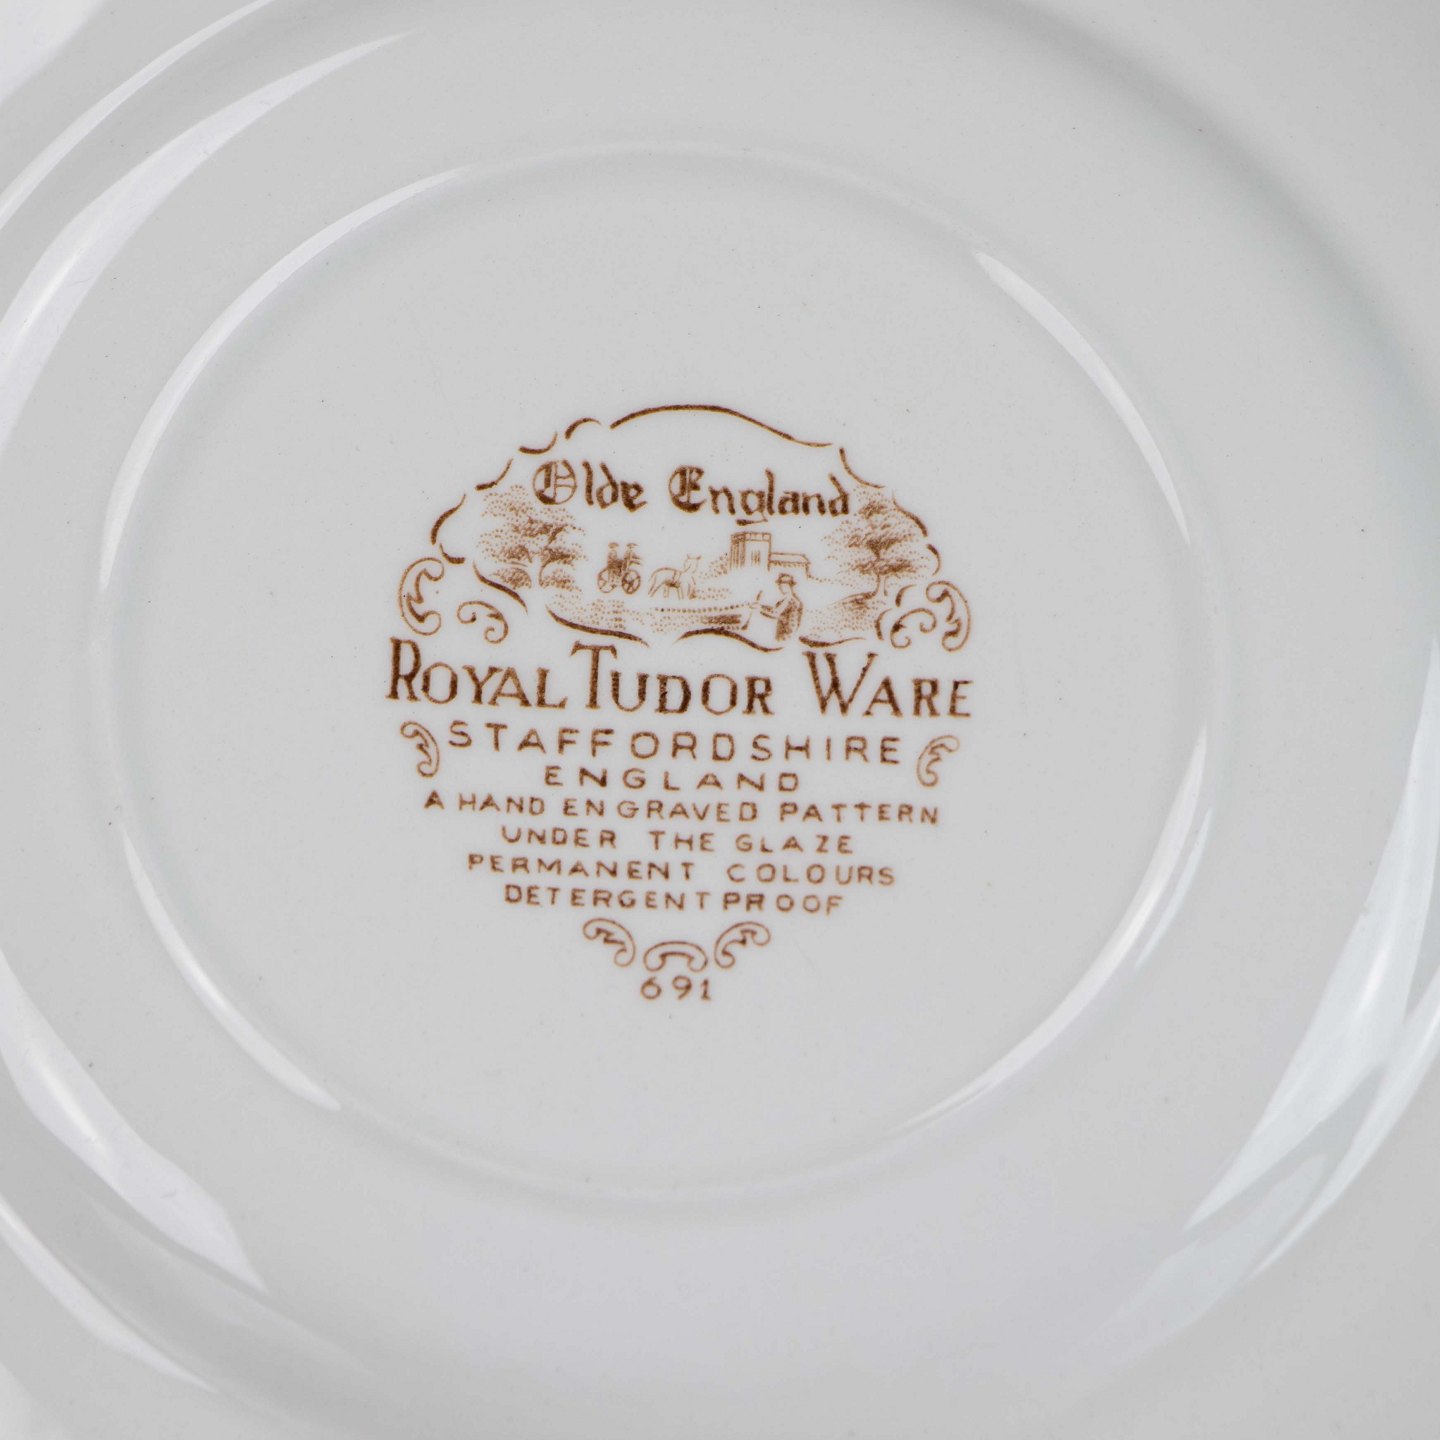 Olde England
ROYAL TUDOR WARE
STAFFORDSHIRE
ENGLAND
A HAND ENGRAVED PATTERN
UNDER THE GLAZE
PERMANENT COLOURS
DETERGENT PROOF
691